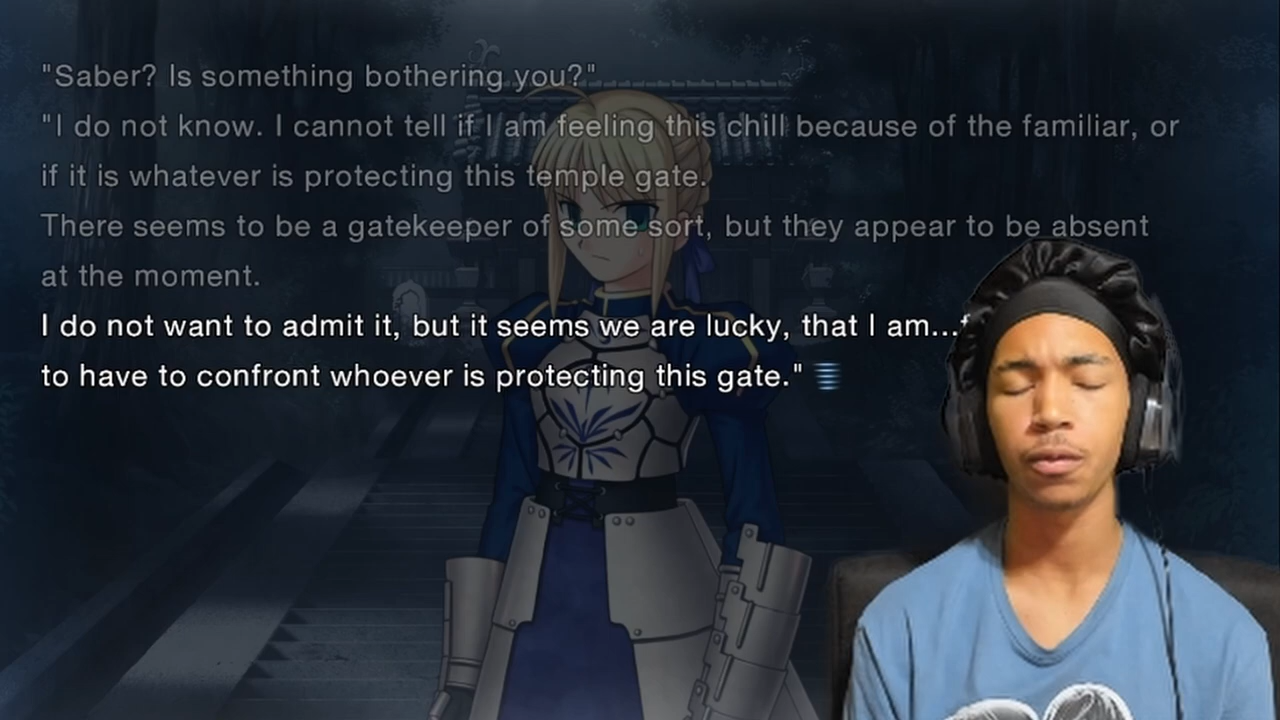 "Saber? Is something bothering you?"
"I do not know. I cannot tell if I am feeling this chill because of the familiar, or
if it is whatever is protecting this temple gate.
There seems to be a gatekeeper of some sort, but they appear to be absent
at the moment.
I do not want to admit it, but it seems we are lucky, that I am...
to have to confront whoever is protecting this gate."